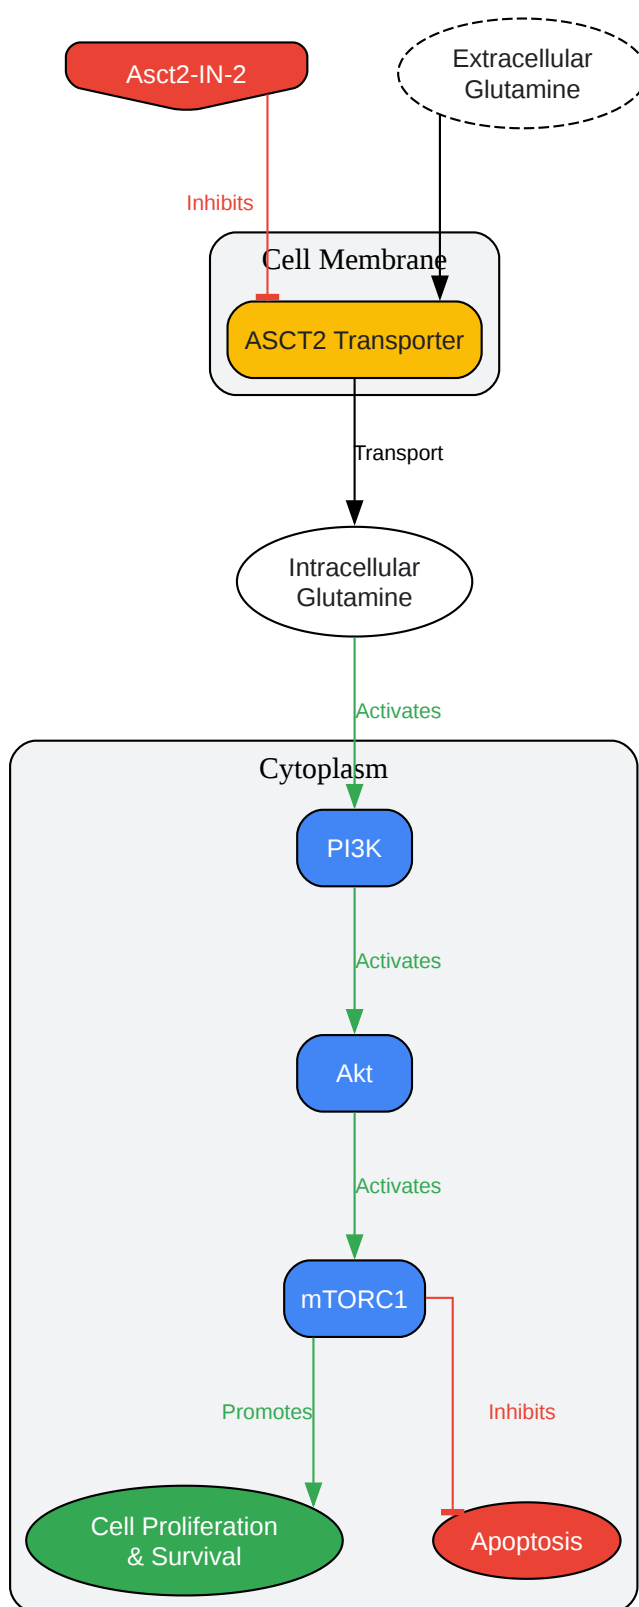 Asct2-IN-2
Extracellular
Glutamine
Inhibits
Cell Membrane
ASCT2 Transporter
Transport
Intracellular
Glutamine
Activates
Cytoplasm
PI3K
Activates
Akt
Activates
mTORC1
Promotes
Inhibits
Cell Proliferation
& Survival
Apoptosis